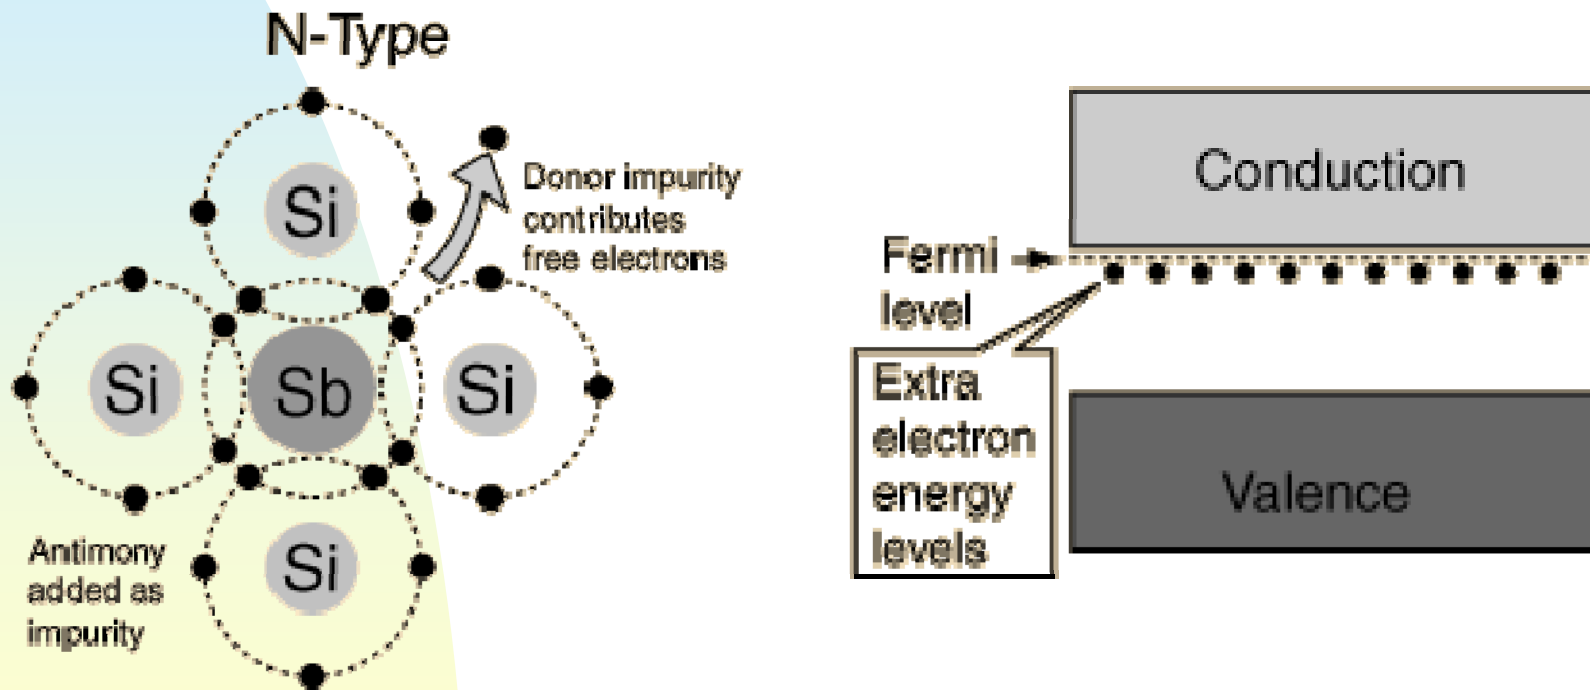 N-Type
Si
Donor impurity
contributes
free electrons
Si
Sb
Si
Si
Antimony
added as
impurity
Conduction
Fermi
level
Extra
electron
energy
levels
Valence